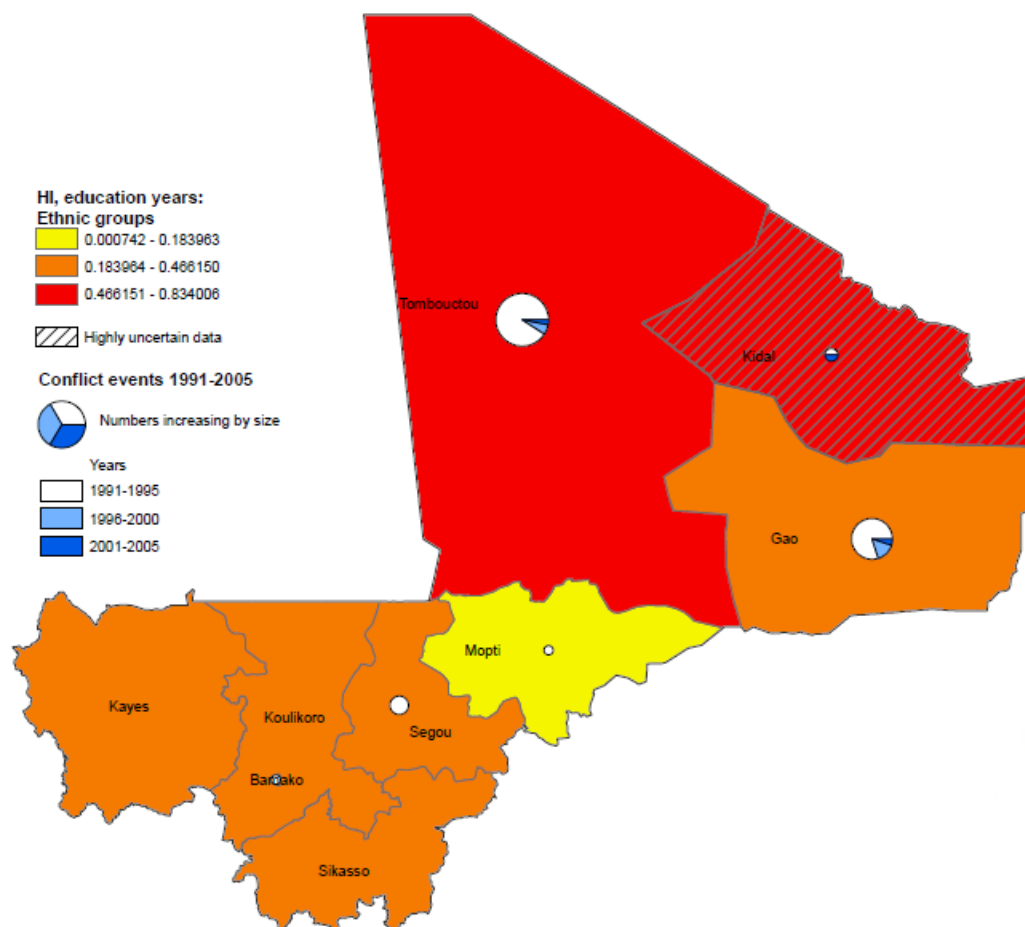 HI, education years:
Ethnic groups
0.000742 - 0.183963
0.183964 - 0.466150
0.466151 - 0.834006
Highly uncertain data
Conflict events 1991-2005
Numbers increasing by size
Years
1991-1995
1996-2000
2001-2005
Tombouctou
Kidal
Gao
Mopti
Kayes
Koulikoro
Segou
Bamako
Sikasso